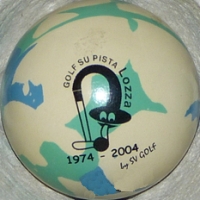 GOLF SU PISTA
Lozza
1974 - 2004
by SV GOLF